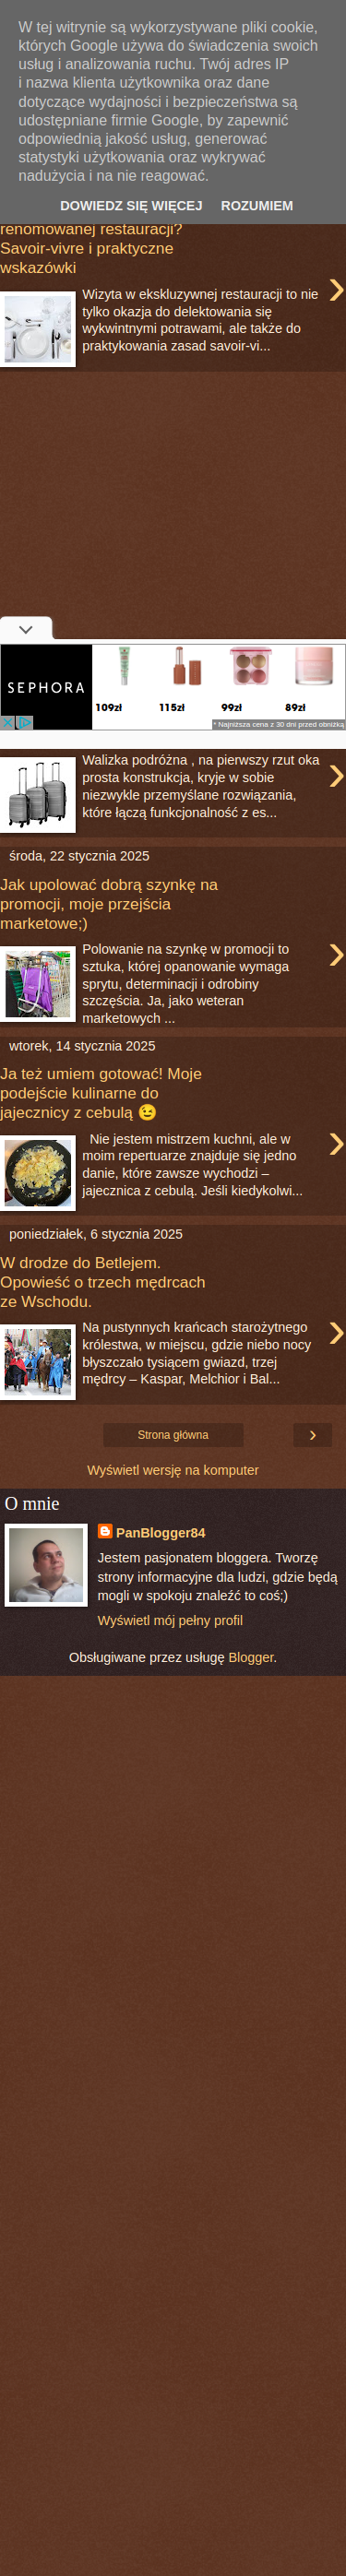 W tej witrynie są wykorzystywane pliki cookie,
których Google używa do świadczenia swoich
usług i analizowania ruchu. Twój adres IP
i nazwa klienta użytkownika oraz dane
dotyczące wydajności i bezpieczeństwa są
udostępniane firmie Google, by zapewnić
odpowiednią jakość usług, generować
statystyki użytkowania oraz wykrywać
nadużycia i na nie reagować.
DOWIEDZ SIĘ WIĘCEJ ROZUMIEM
renomowanej restauracji?
Savoir-vivre i praktyczne
wskazówki
Wizyta w ekskluzywnej restauracji to nie
tylko okazja do delektowania się
wykwintnymi potrawami, ale także do
praktykowania zasad savoir-vi...
SEPHORA
109zł 115zł 99zł 89zł
* Najniższa cena z 30 dni przed obniżką
Walizka podróżna , na pierwszy rzut oka
prosta konstrukcja, kryje w sobie
niezwykle przemyślane rozwiązania,
które łączą funkcjonalność z es...
środa, 22 stycznia 2025
Jak upolować dobrą szynkę na
promocji, moje przejścia
marketowe;)
Polowanie na szynkę w promocji to
sztuka, której opanowanie wymaga
sprytu, determinacji i odrobiny
szczęścia. Ja, jako weteran
marketowych ...
wtorek, 14 stycznia 2025
Ja też umiem gotować! Moje
podejście kulinarne do
jajecznicy z cebulą 😉
Nie jestem mistrzem kuchni, ale w
moim repertuarze znajduje się jedno
danie, które zawsze wychodzi –
jajecznica z cebulą. Jeśli kiedykolwi...
poniedziałek, 6 stycznia 2025
W drodze do Betlejem.
Opowieść o trzech mędrcach
ze Wschodu.
Na pustynnych krańcach starożytnego
królestwa, w miejscu, gdzie niebo nocy
błyszczało tysiącem gwiazd, trzej
mędrcy – Kaspar, Melchior i Bal...
Strona główna ›
Wyświetl wersję na komputer
O mnie
PanBlogger84
Jestem pasjonatem bloggera. Tworzę
strony informacyjne dla ludzi, gdzie będą
mogli w spokoju znaleźć to coś;)
Wyświetl mój pełny profil
Obsługiwane przez usługę Blogger.